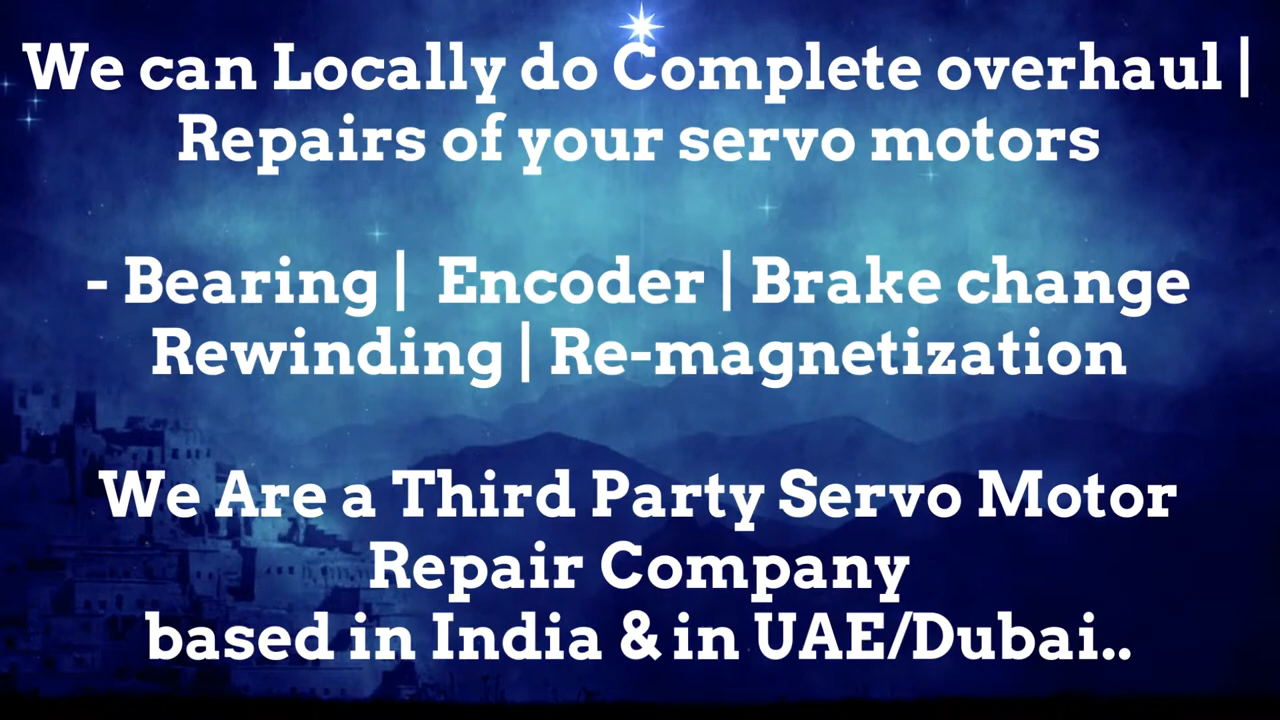 We can Locally do Complete overhaul |
Repairs of your servo motors
- Bearing | Encoder | Brake change
Rewinding | Re-magnetization
We Are a Third Party Servo Motor
Repair Company
based in India & in UAE/Dubai..